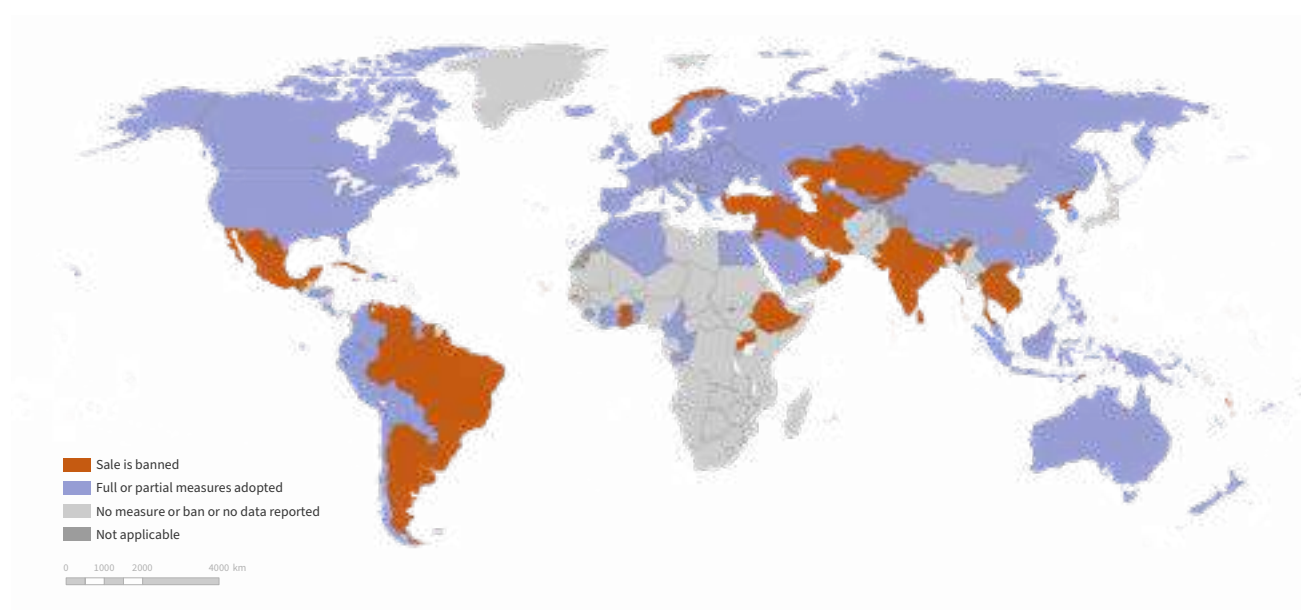 Sale is banned
Full or partial measures adopted
No measure or ban or no data reported
Not applicable
0 1000 2000 4000 km